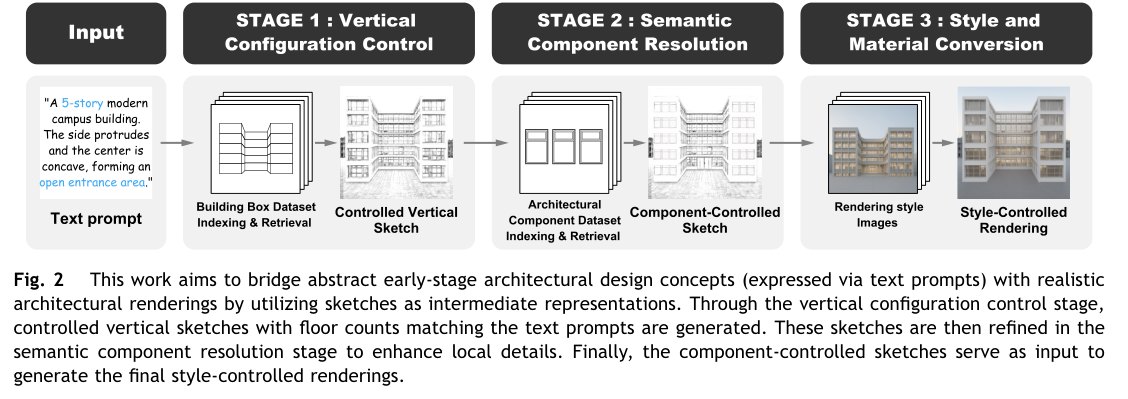 Input
STAGE 1 : Vertical
Configuration Control
STAGE 2 : Semantic
Component Resolution
STAGE 3 : Style and
Material Conversion
"A 5-story modern
campus building.
The side protrudes
and the center is
concave, forming an
open entrance area."
Text prompt
Building Box Dataset
Indexing & Retrieval
Controlled Vertical
Sketch
Architectural
Component Dataset
Indexing & Retrieval
Component-Controlled
Sketch
Rendering style
Images
Style-Controlled
Rendering
Fig. 2 This work aims to bridge abstract early-stage architectural design concepts (expressed via text prompts) with realistic
architectural renderings by utilizing sketches as intermediate representations. Through the vertical configuration control stage,
controlled vertical sketches with floor counts matching the text prompts are generated. These sketches are then refined in the
semantic component resolution stage to enhance local details. Finally, the component-controlled sketches serve as input to
generate the final style-controlled renderings.